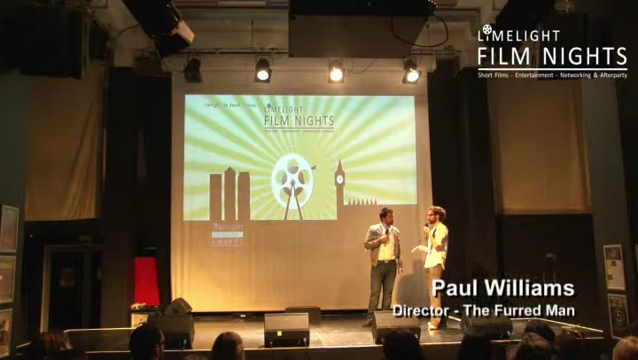 LIMELIGHT
FILM NIGHTS
Short Films - Entertainment - Networking & Afterparty
LIMELIGHT
FILM NIGHTS
Paul Williams
Director - The Furred Man